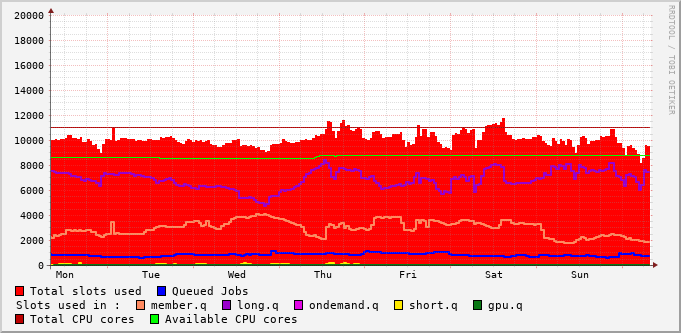 20000
18000
16000
14000
12000
10000
8000
6000
4000
2000
0
Mon Tue Wed Thu Fri Sat Sun
RRDTOOL / TOBI OETIKER
Total slots used Queued Jobs
Slots used in : member.q long.q ondemand.q short.q gpu.q
Total CPU cores Available CPU cores